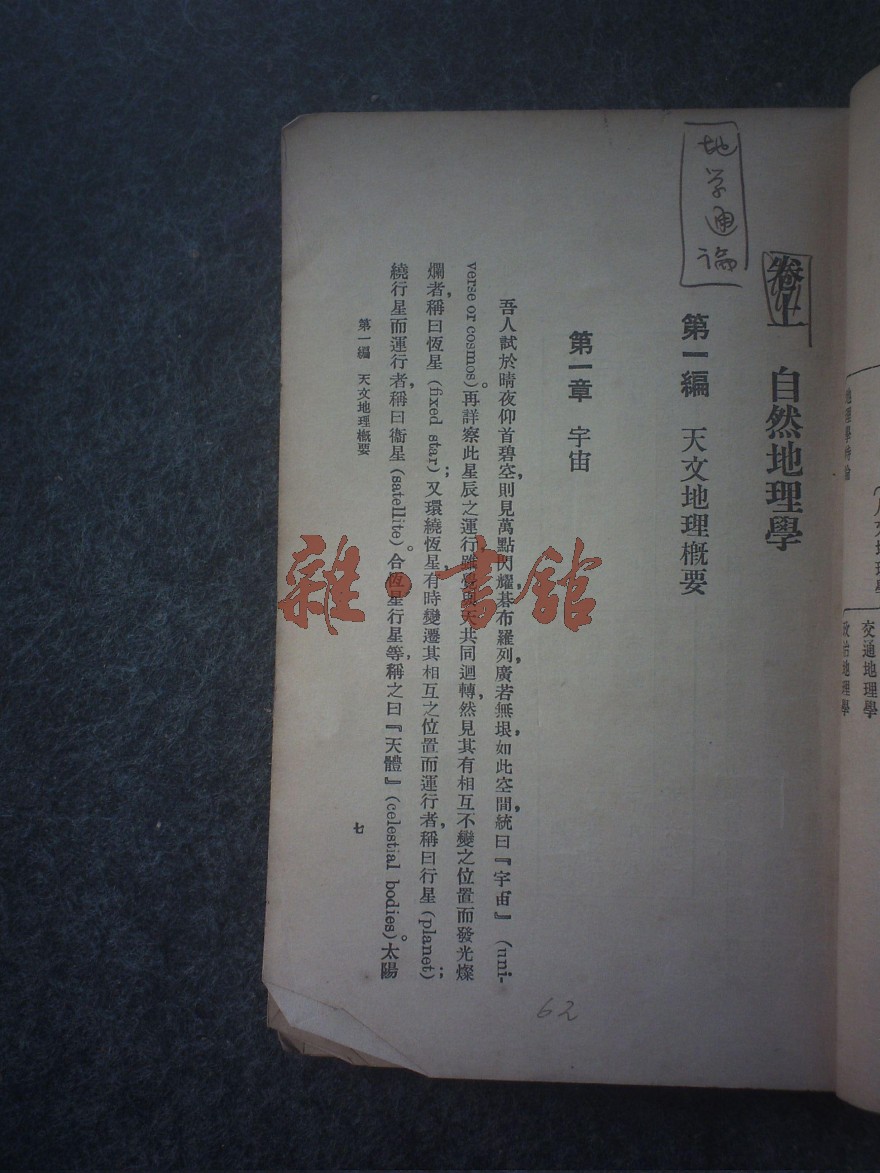 交通地理學
政治地理學
卷上　自然地理學
地学通論
第一編　天文地理概要
第一章　宇宙
吾人試於晴夜仰首碧空,則見萬點閃耀,碁布羅列,廣若無垠,如此空間,統曰『宇宙』 (uni-
verse or cosmos)。再詳察此星辰之運行,雖與天共同迴轉,然見其有相互不變之位置而發光燦
爛者,稱曰恆星 (fixed star);又環繞恆星,有時變遷其相互之位置而運行者,稱曰行星 (planet);
繞行星而運行者,稱曰衞星 (satellite)。合恆星行星等,稱之曰『天體』 (celestial bodies)。太陽
第一編　天文地理概要
七
62
雜·書館